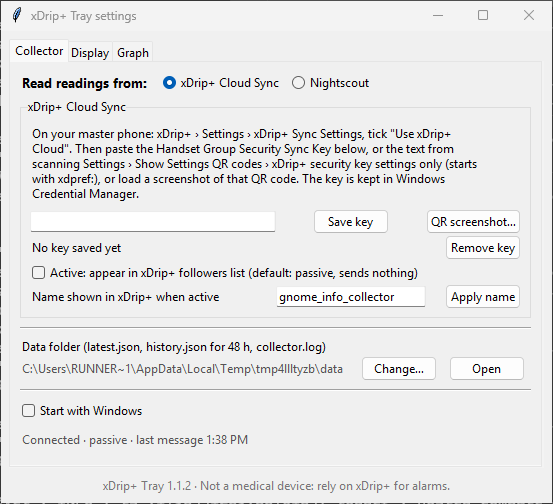 xDrip+ Tray settings
Collector Display Graph
Read readings from: xDrip+ Cloud Sync Nightscout
xDrip+ Cloud Sync
On your master phone: xDrip+ › Settings › xDrip+ Sync Settings, tick "Use xDrip+
Cloud". Then paste the Handset Group Security Sync Key below, or the text from
scanning Settings › Show Settings QR codes › xDrip+ security key settings only (starts
with xdpref:), or load a screenshot of that QR code. The key is kept in Windows
Credential Manager.
Save key QR screenshot...
No key saved yet Remove key
Active: appear in xDrip+ followers list (default: passive, sends nothing)
Name shown in xDrip+ when active gnome_info_collector Apply name
Data folder (latest.json, history.json for 48 h, collector.log)
C:\Users\RUNNER~1\AppData\Local\Temp\tmp4llltyzb\data Change... Open
Start with Windows
Connected · passive · last message 1:38 PM
xDrip+ Tray 1.1.2 · Not a medical device: rely on xDrip+ for alarms.